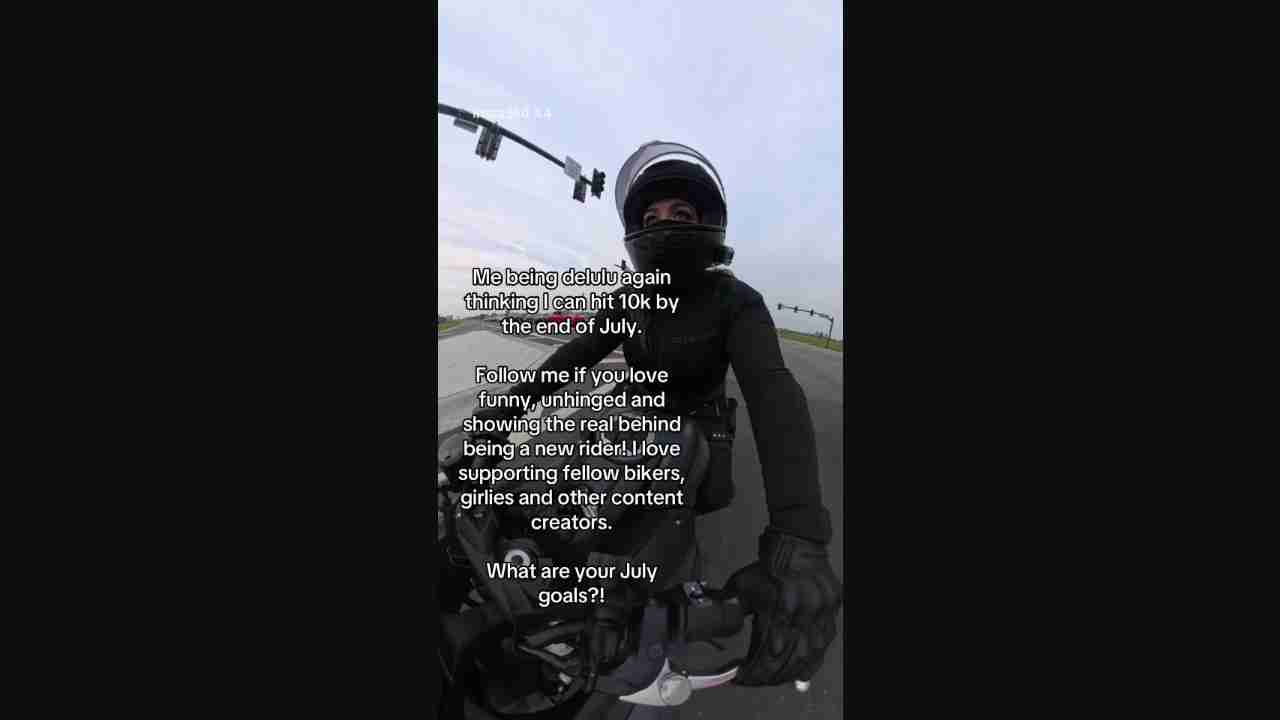 Me being delulu again
thinking I can hit 10k by
the end of July.
Follow me if you love
funny, unhinged and
showing the real behind
being a new rider! I love
supporting fellow bikers,
girlies and other content
creators.
What are your July
goals?!